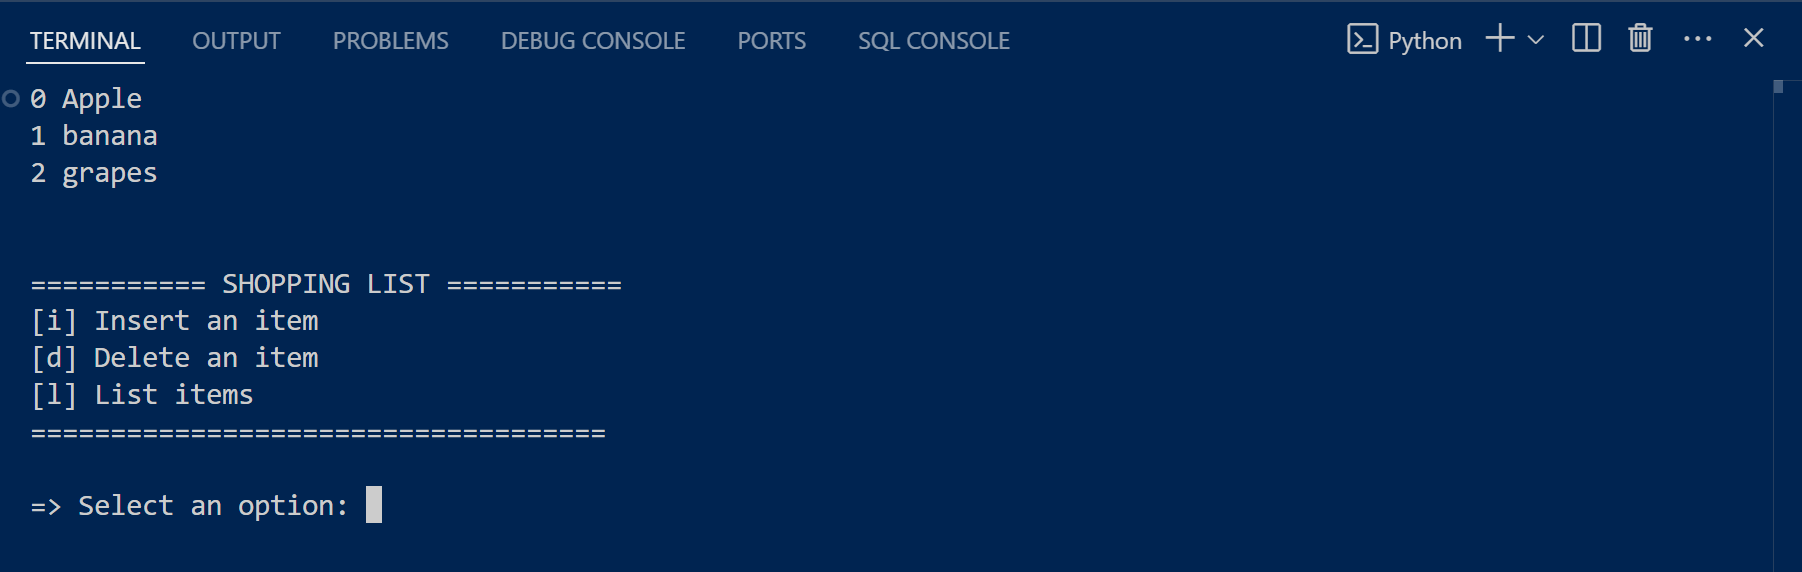 TERMINAL OUTPUT PROBLEMS DEBUG CONSOLE PORTS SQL CONSOLE Python
0 Apple
1 banana
2 grapes
=========== SHOPPING LIST ===========
[i] Insert an item
[d] Delete an item
[l] List items
====================================
=> Select an option: